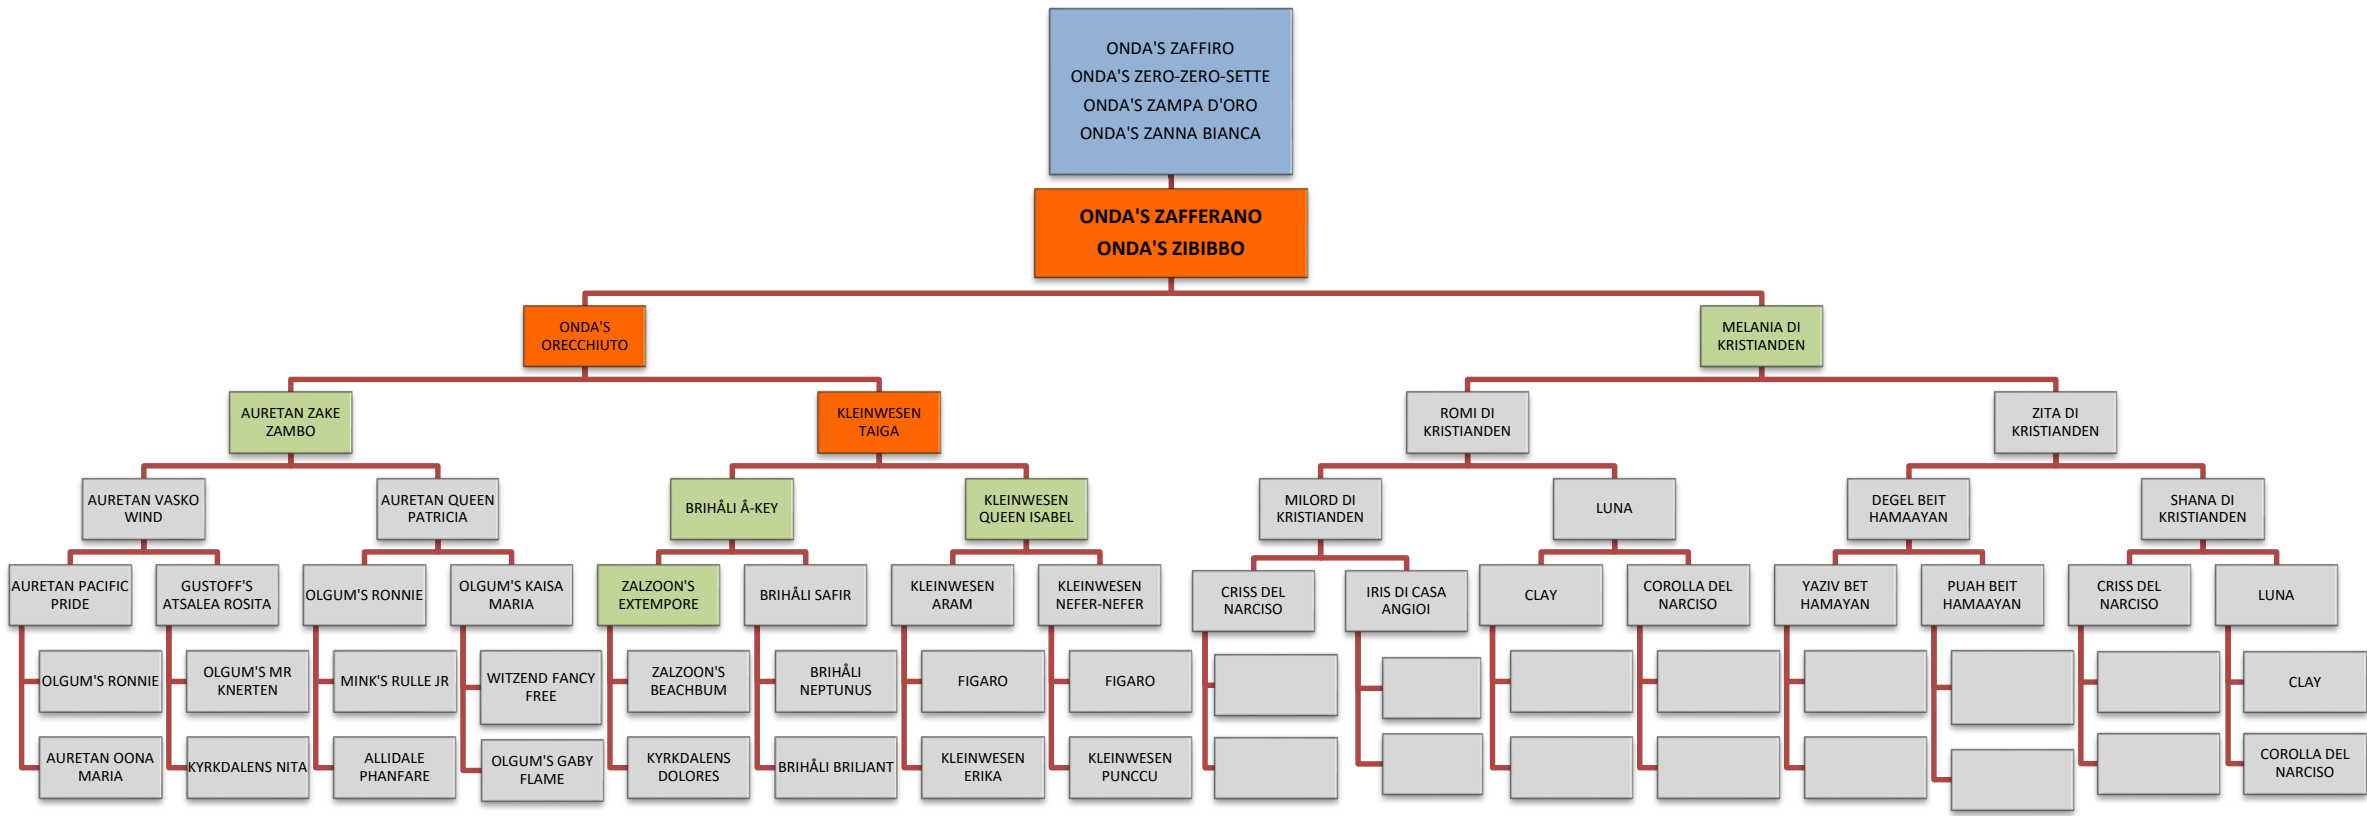 ONDA'S ZAFFIRO
ONDA'S ZERO-ZERO-SETTE
ONDA'S ZAMPA D'ORO
ONDA'S ZANNA BIANCA
ONDA'S ZAFFERANO
ONDA'S ZIBIBBO
ONDA'S
ORECCHIUTO
MELANIA DI
KRISTIANDEN
AURETAN ZAKE
ZAMBO
KLEINWESEN
TAIGA
ROMI DI
KRISTIANDEN
ZITA DI
KRISTIANDEN
AURETAN VASKO
WIND
AURETAN QUEEN
PATRICIA
BRIHÅLI Å-KEY
KLEINWESEN
QUEEN ISABEL
MILORD DI
KRISTIANDEN
LUNA
DEGEL BEIT
HAMAAYAN
SHANA DI
KRISTIANDEN
AURETAN PACIFIC
PRIDE
GUSTOFF'S
ATSALEA ROSITA
OLGUM'S RONNIE
OLGUM'S KAISA
MARIA
ZALZOON'S
EXTEMPORE
BRIHÅLI SAFIR
KLEINWESEN
ARAM
KLEINWESEN
NEFER-NEFER
CRISS DEL
NARCISO
IRIS DI CASA
ANGIOI
CLAY
COROLLA DEL
NARCISO
YAZIV BET
HAMAYAN
PUAH BEIT
HAMAAYAN
CRISS DEL
NARCISO
LUNA
OLGUM'S RONNIE
OLGUM'S MR
KNERTEN
MINK'S RULLE JR
WITZEND FANCY
FREE
ZALZOON'S
BEACHBUM
BRIHÅLI
NEPTUNUS
FIGARO
FIGARO
CLAY
AURETAN OONA
MARIA
KYRKDALENS NITA
ALLIDALE
PHANFARE
OLGUM'S GABY
FLAME
KYRKDALENS
DOLORES
BRIHÅLI BRILJANT
KLEINWESEN
ERIKA
KLEINWESEN
PUNCCU
COROLLA DEL
NARCISO